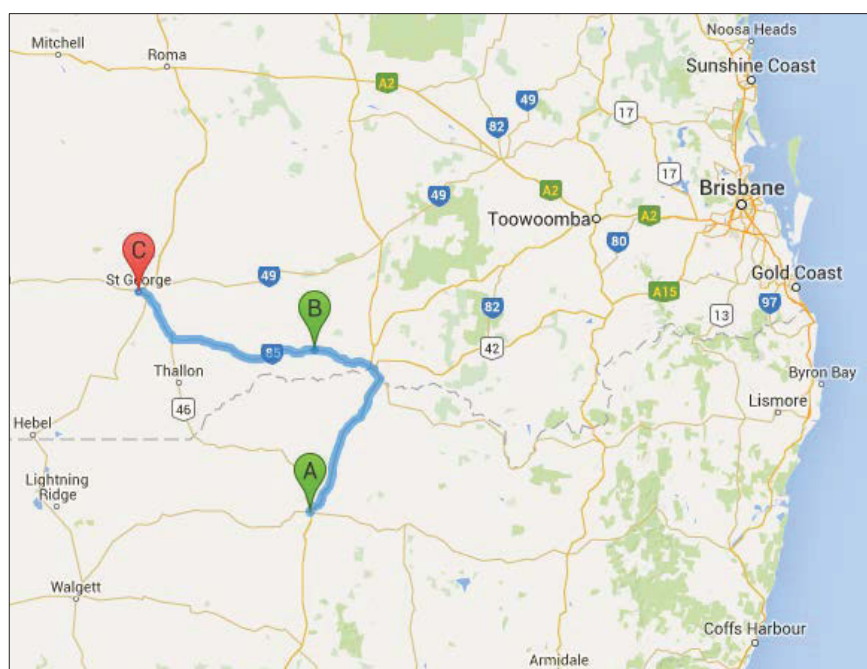 Noosa Heads
Mitchell
Roma
Sunshine Coast
A2
49
82
17
17
49
A2
Brisbane
Toowoomba
A2
80
C
St George
49
Gold Coast
A15
97
82
B
13
42
85
Thallon
Byron Bay
46
Lismore
Hebel
A
Lightning
Ridge
Walgett
Coffs Harbour
Armidale